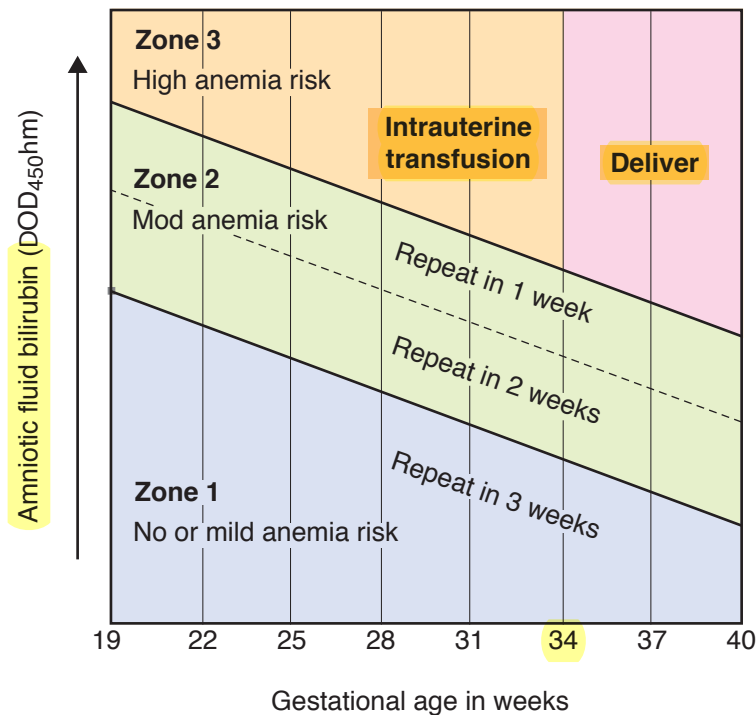 Zone 3
High anemia risk
Intrauterine
transfusion
Deliver
Zone 2
Mod anemia risk
Repeat in 1 week
Repeat in 2 weeks
Zone 1
No or mild anemia risk
Repeat in 3 weeks
Amniotic fluid bilirubin (DOD450hm)
19 22 25 28 31 34 37 40
Gestational age in weeks